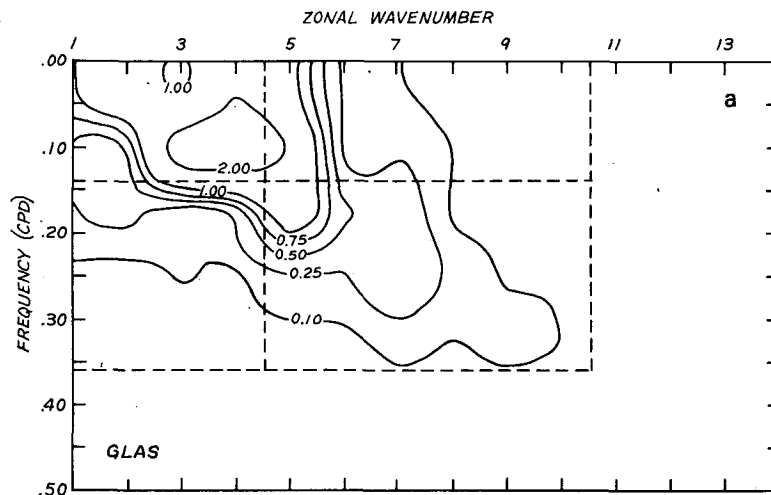 ZONAL WAVENUMBER
1 3 5 7 9 11 13
.00
.10
.20
.30
.40
.50
FREQUENCY (CPD)
a
1.00
2.00
1.00
0.75
0.50
0.25
0.10
GLAS